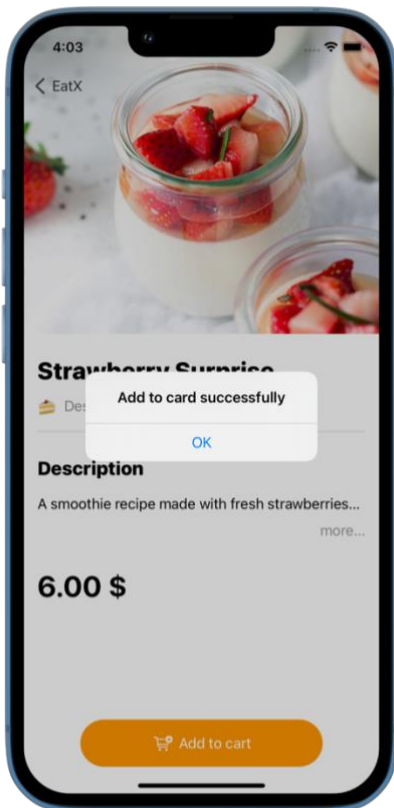 4:03
EatX
Strawberry Surprise
Des
Add to card successfully
OK
Description
A smoothie recipe made with fresh strawberries...
more...
6.00 $
Add to cart